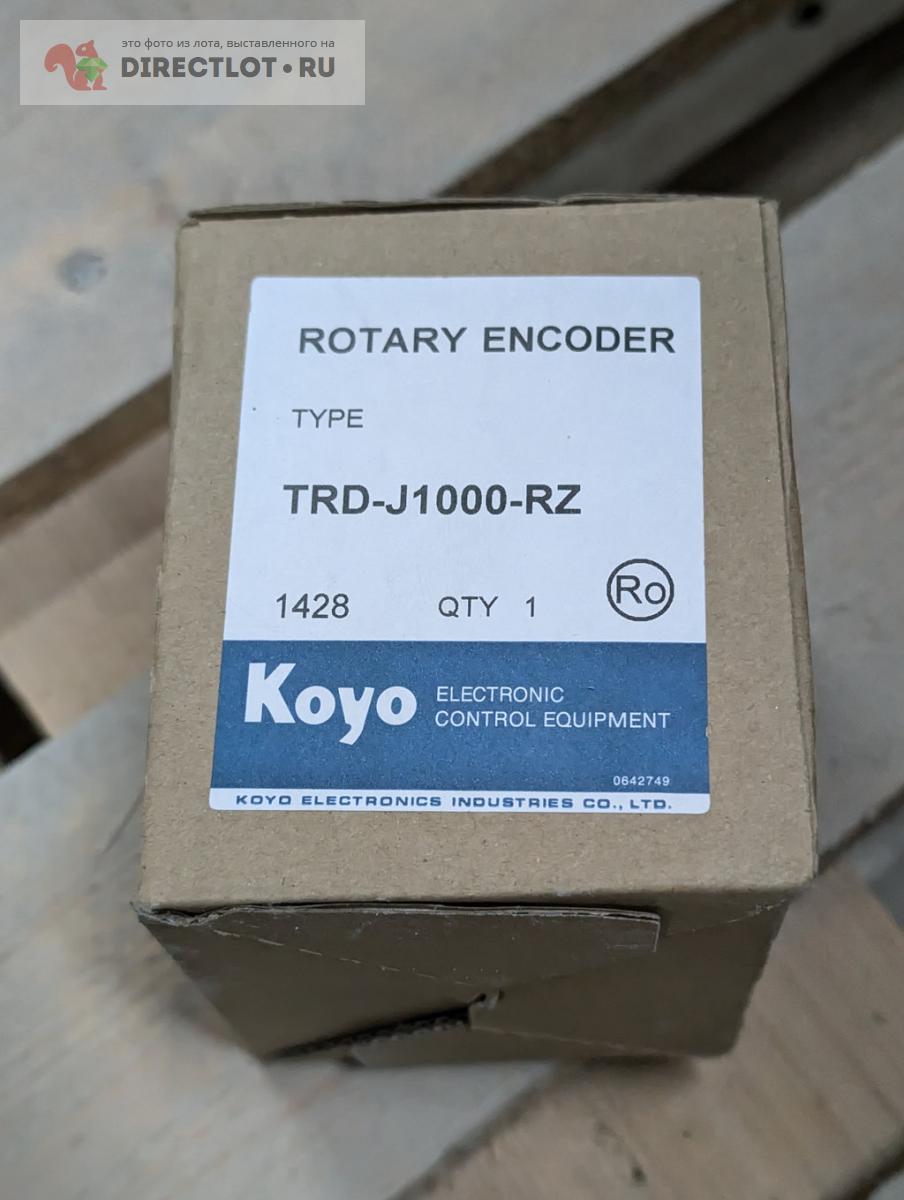 это фото из лота, выставленного на
DIRECTLOT•RU
ROTARY ENCODER
TYPE
TRD-J1000-RZ
1428 QTY 1
Ro
Koyo ELECTRONIC
CONTROL EQUIPMENT
0642749
KOYO ELECTRONICS INDUSTRIES CO., LTD.